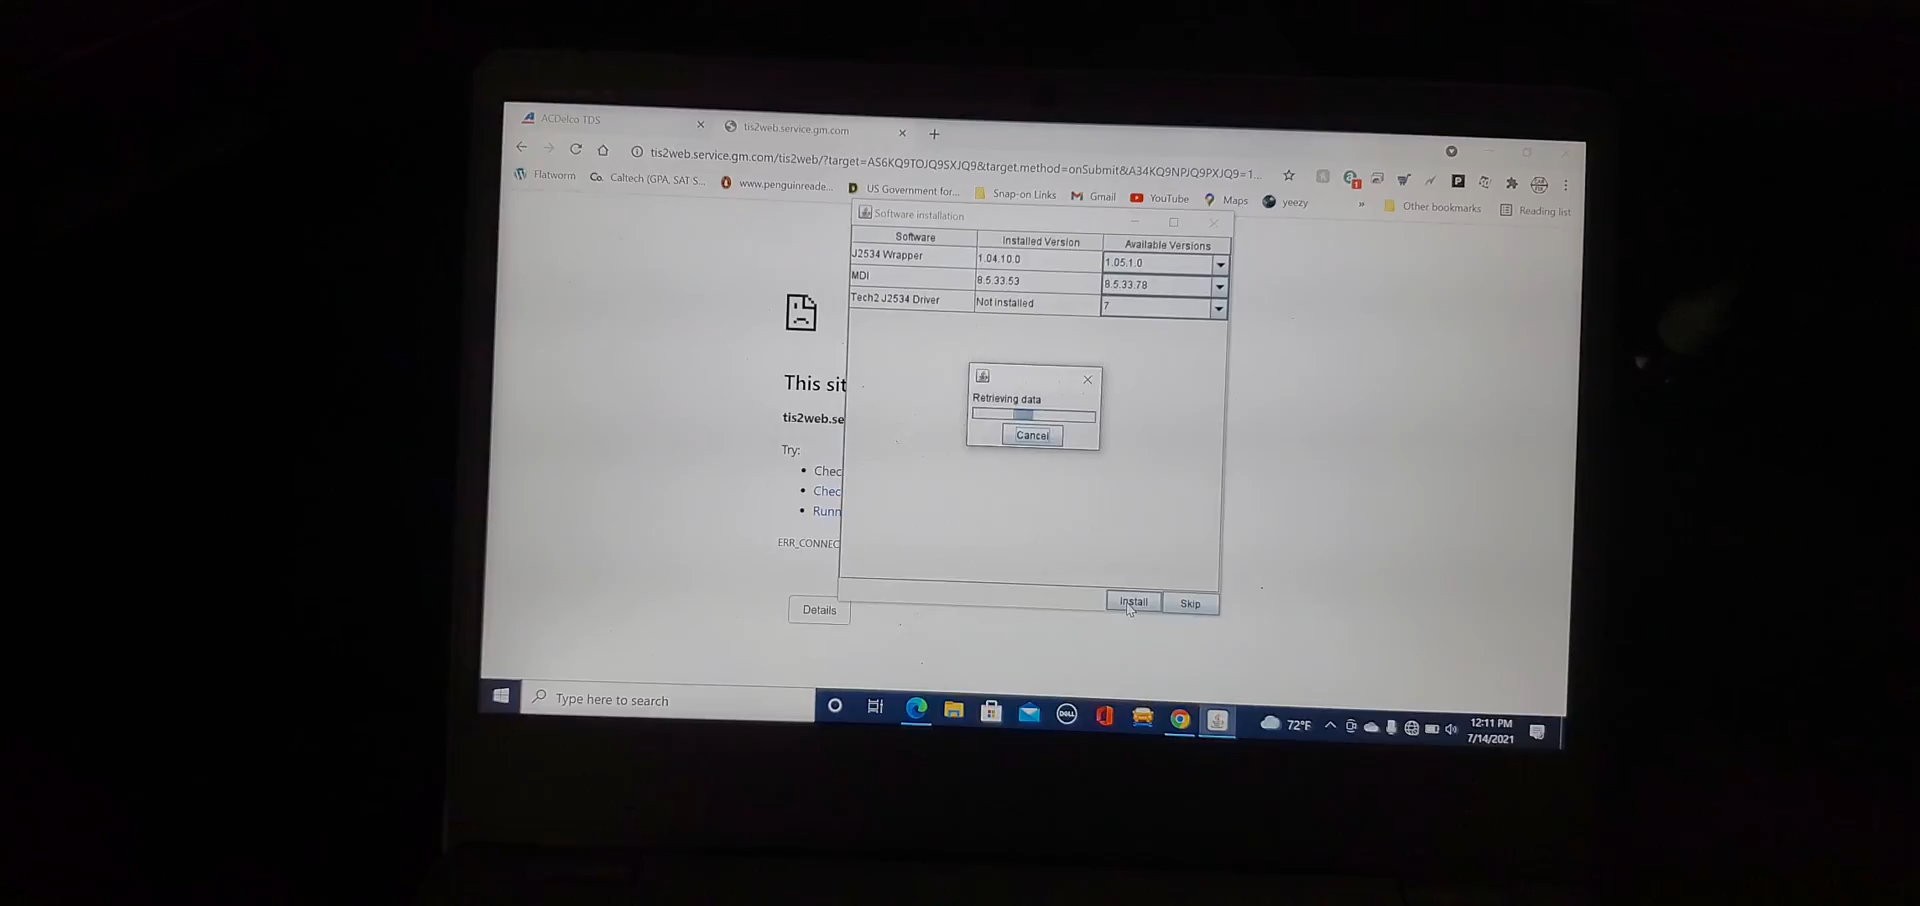 ACDelco TDS
tis2web.service.gm.com
tis2web.service.gm.com/tis2web/?target=AS6KQ9TOJQ9SXJQ9&target.method=onSubmit&A34KQ9NPJQ9PXJQ9=1...
Flatworm Co. Caltech (GPA, SAT S... www.penguinreade... US Government for... Snap-on Links Gmail YouTube Maps yeezy » Other bookmarks Reading list
Software installation
Software Installed Version Available Versions
J2534 Wrapper 1.04.10.0 1.05.1.0
MDI 8.5.33.53 8.5.33.78
Tech2 J2534 Driver Not installed 7
This sit
Retrieving data
tis2web.se
Cancel
Try:
Chec
Chec
Runn
ERR_CONNEC
Install Skip
Details
Type here to search
DELL
72°F
12:11 PM
7/14/2021